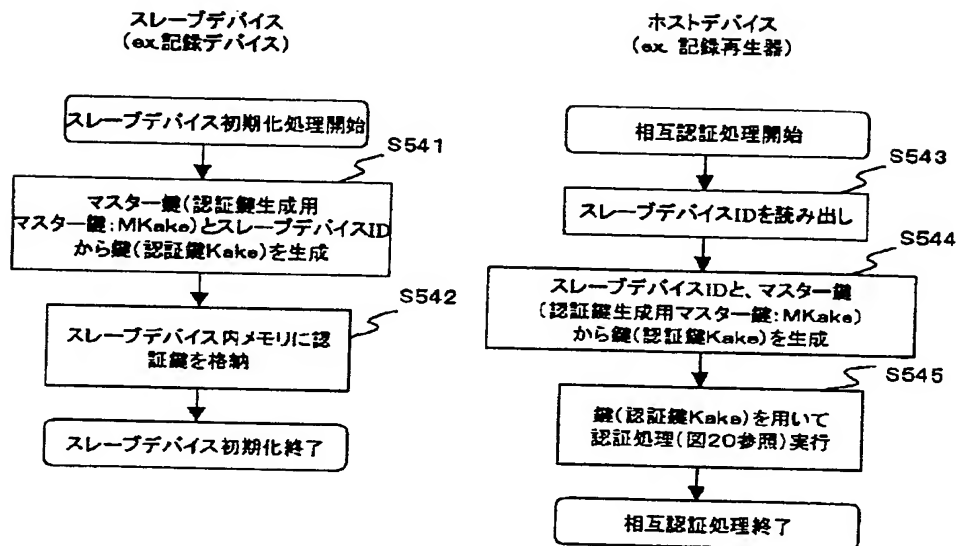 スレーブデバイス
(ex.記録デバイス)
スレーブデバイス初期化処理開始
S541
マスター鍵(認証鍵生成用
マスター鍵:MKake)とスレーブデバイスID
から鍵(認証鍵Kake)を生成
S542
スレーブデバイス内メモリに認
証鍵を格納
スレーブデバイス初期化終了
ホストデバイス
(ex. 記録再生器)
相互認証処理開始
S543
スレーブデバイスIDを読み出し
S544
スレーブデバイスIDと、マスター鍵
(認証鍵生成用マスター鍵:MKake)
から鍵(認証鍵Kake)を生成
S545
鍵(認証鍵Kake)を用いて
認証処理(図20参照)実行
相互認証処理終了